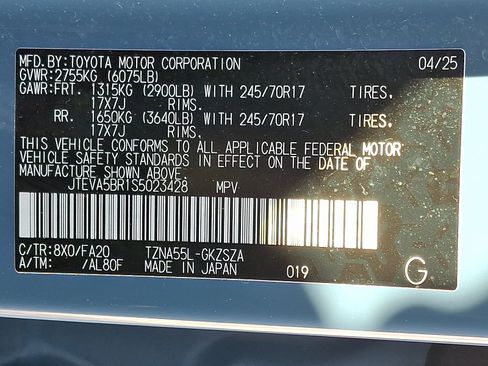 MFD.BY:TOYOTA MOTOR CORPORATION 04/25
GVWR:2755KG (6075LB)
GAWR:FRT. 1315KG (2900LB) WITH 245/70R17 TIRES.
17X7J RIMS.
RR. 1650KG (3640LB) WITH 245/70R17 TIRES.
17X7J RIMS.
THIS VEHICLE CONFORMS TO ALL APPLICABLE FEDERAL MOTOR
VEHICLE SAFETY STANDARDS IN EFFECT ON THE DATE OF
MANUFACTURE SHOWN ABOVE.
JTEVA5BR1S5023428 MPV
C/TR:8X0/FA20 TZNA55L-GKZSZA
A/TM: /AL80F MADE IN JAPAN 019 G